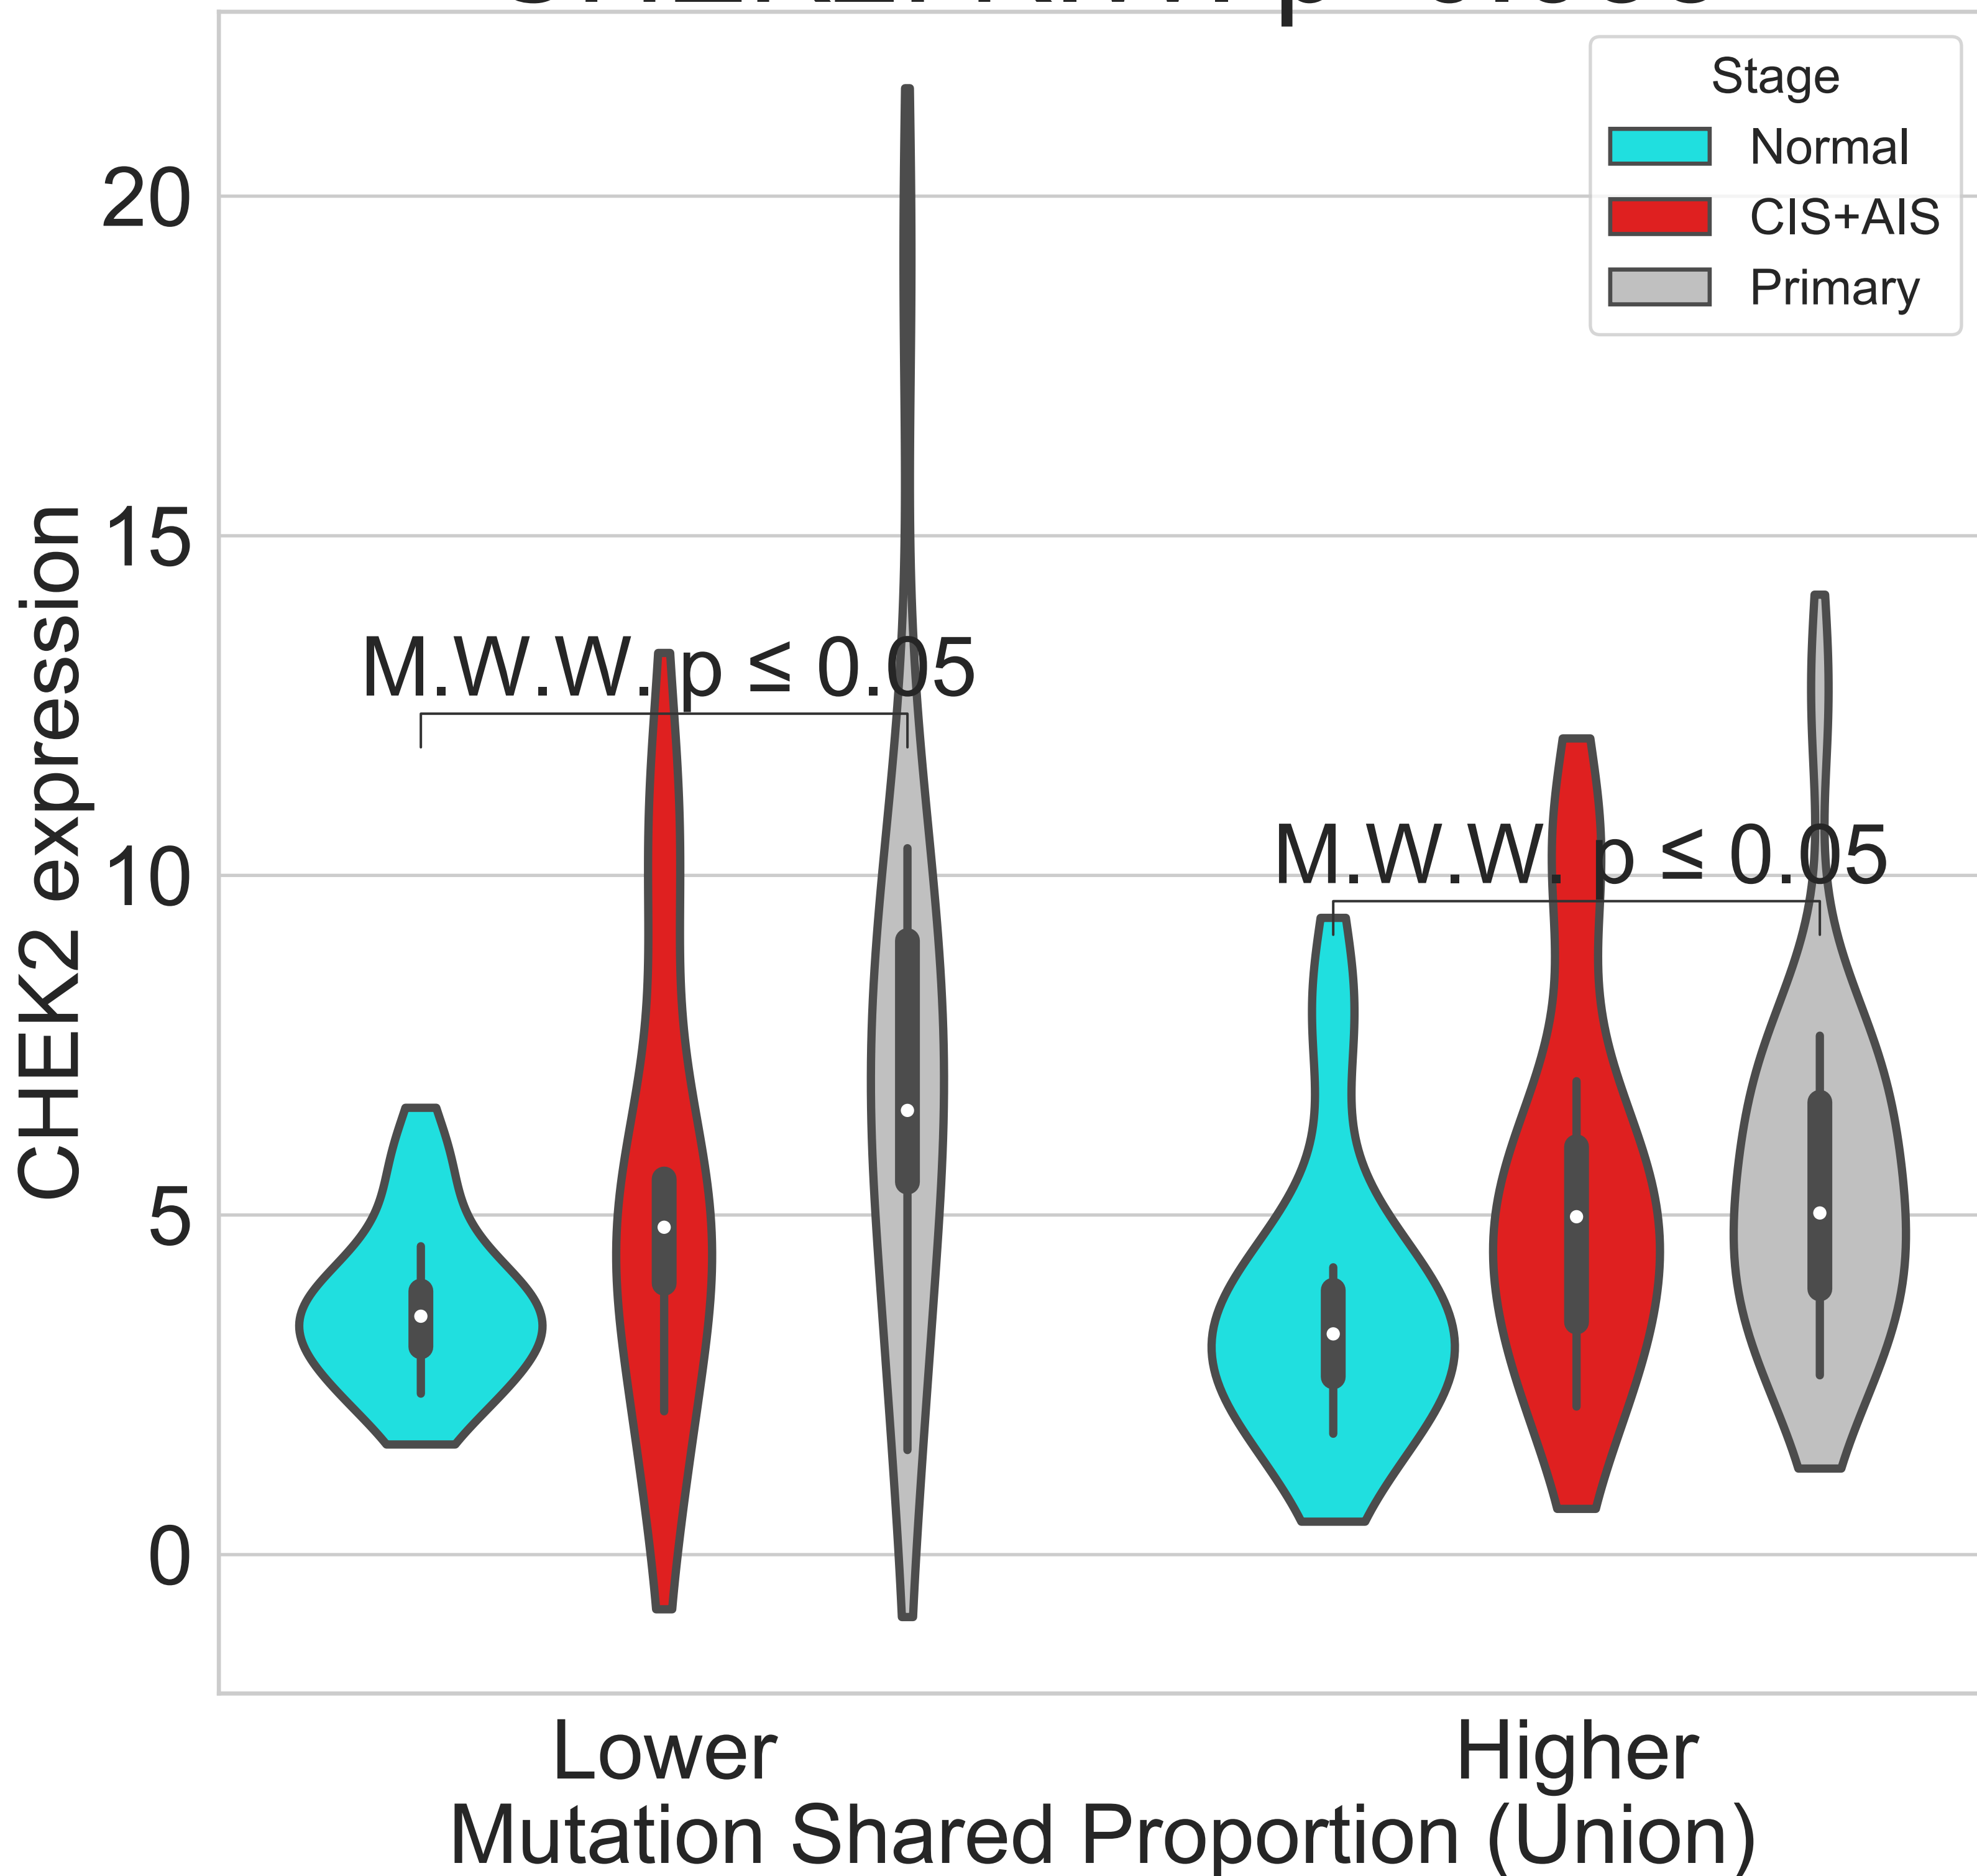 Stage
Normal
CIS+AIS
Primary
20
15
10
5
0
CHEK2 expression
M.W.W. p ≤ 0.05
M.W.W. p ≤ 0.05
Lower
Higher
Mutation Shared Proportion (Union)